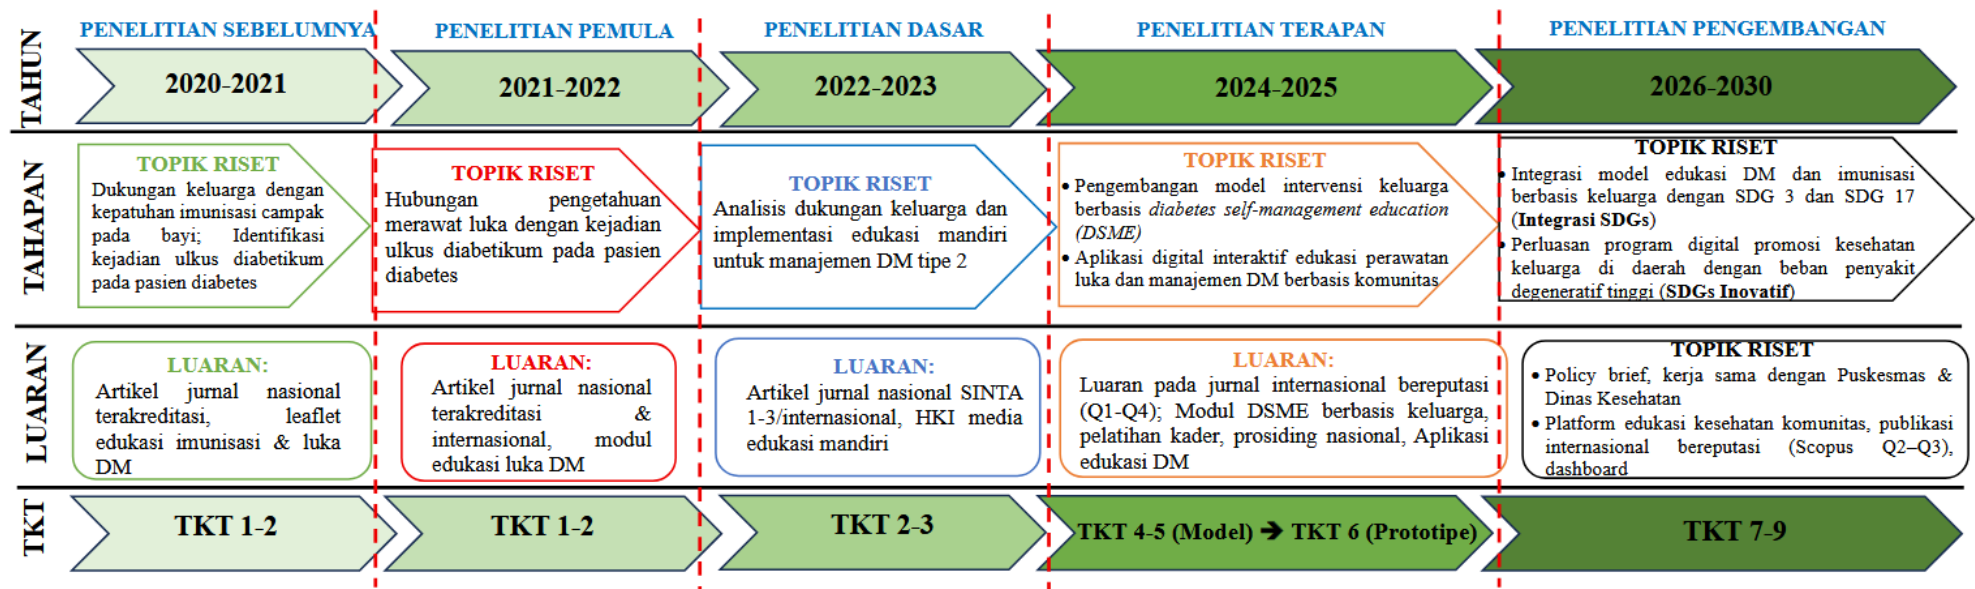 TAHUN
PENELITIAN SEBELUMNYA
PENELITIAN PEMULA
PENELITIAN DASAR
PENELITIAN TERAPAN
PENELITIAN PENGEMBANGAN
2020-2021
2021-2022
2022-2023
2024-2025
2026-2030
TAHAPAN
TOPIK RISET
Dukungan keluarga dengan
kepatuhan imunisasi campak
pada bayi; Identifikasi
kejadian ulkus diabetikum
pada pasien diabetes
TOPIK RISET
Hubungan pengetahuan
merawat luka dengan kejadian
ulkus diabetikum pada pasien
diabetes
TOPIK RISET
Analisis dukungan keluarga dan
implementasi edukasi mandiri
untuk manajemen DM tipe 2
TOPIK RISET
• Pengembangan model intervensi keluarga
berbasis diabetes self-management education
(DSME)
• Aplikasi digital interaktif edukasi perawatan
luka dan manajemen DM berbasis komunitas
TOPIK RISET
• Integrasi model edukasi DM dan imunisasi
berbasis keluarga dengan SDG 3 dan SDG 17
(Integrasi SDGs)
• Perluasan program digital promosi kesehatan
keluarga di daerah dengan beban penyakit
degeneratif tinggi (SDGs Inovatif)
LUARAN
LUARAN:
Artikel jurnal nasional
terakreditasi, leaflet
edukasi imunisasi & luka
DM
LUARAN:
Artikel jurnal nasional
terakreditasi &
internasional, modul
edukasi luka DM
LUARAN:
Artikel jurnal nasional SINTA
1-3/internasional, HKI media
edukasi mandiri
LUARAN:
Luaran pada jurnal internasional bereputasi
(Q1-Q4); Modul DSME berbasis keluarga,
pelatihan kader, prosiding nasional, Aplikasi
edukasi DM
TOPIK RISET
• Policy brief, kerja sama dengan Puskesmas &
Dinas Kesehatan
• Platform edukasi kesehatan komunitas, publikasi
internasional bereputasi (Scopus Q2–Q3),
dashboard
TKT
TKT 1-2
TKT 1-2
TKT 2-3
TKT 4-5 (Model) ➔ TKT 6 (Prototipe)
TKT 7-9